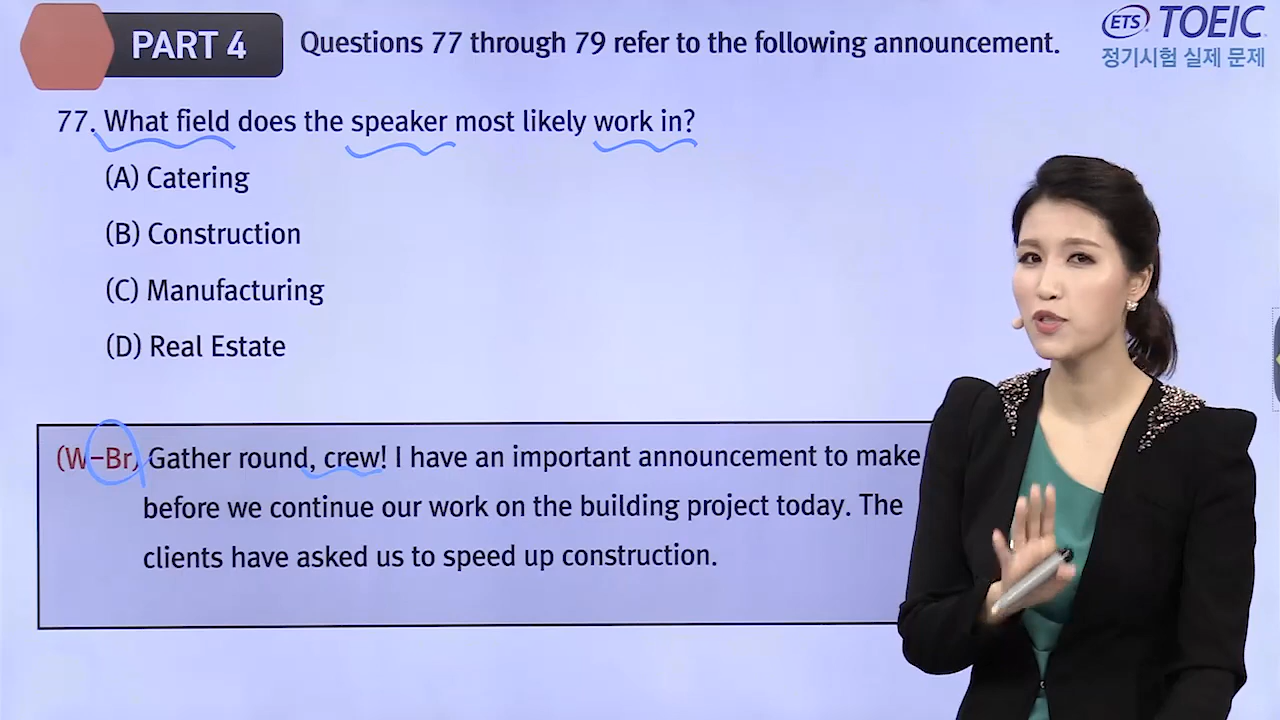 PART 4
Questions 77 through 79 refer to the following announcement.
ETS TOEIC
정기시험 실제 문제
77. What field does the speaker most likely work in?
(A) Catering
(B) Construction
(C) Manufacturing
(D) Real Estate
(W-Br) Gather round, crew! I have an important announcement to make
before we continue our work on the building project today. The
clients have asked us to speed up construction.